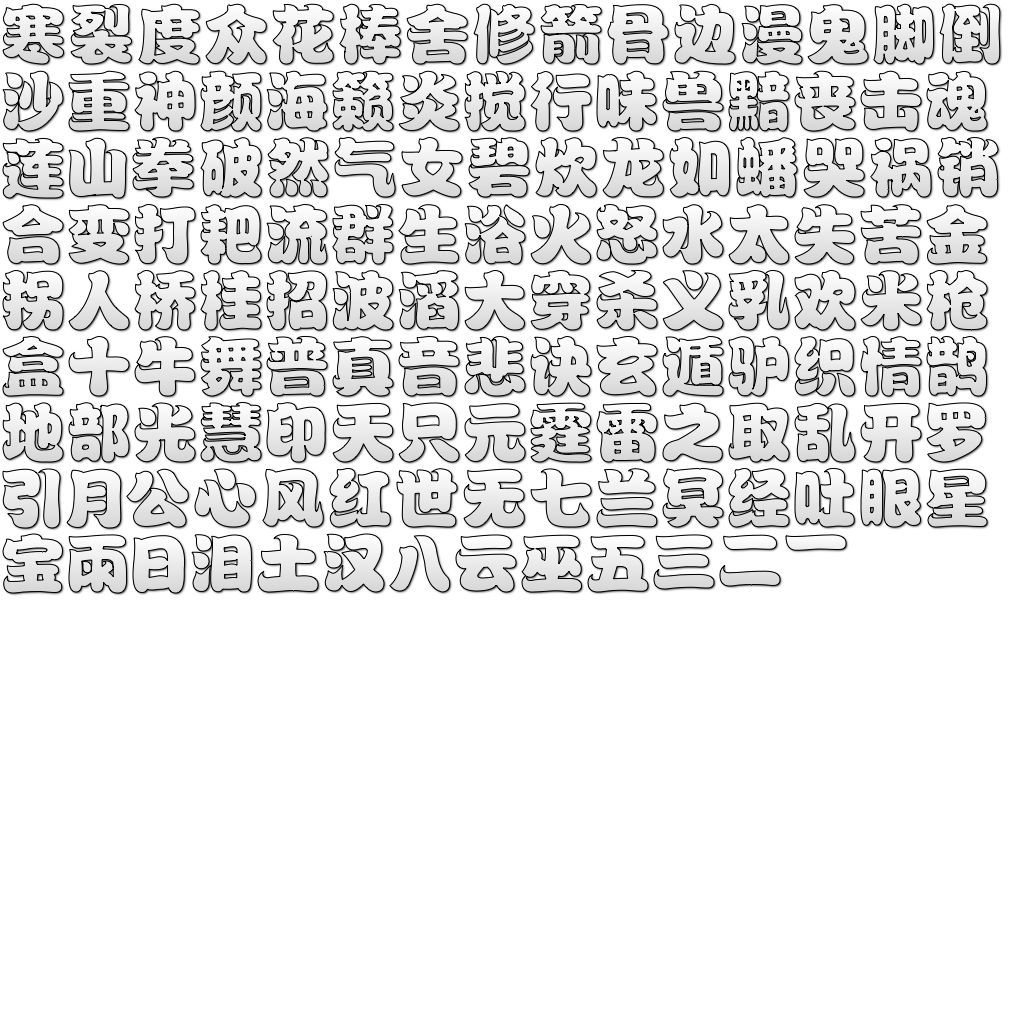 寒裂度众花棒舍修箭骨边漫鬼脚倒
沙重神颜海籁炎搅行味兽黯丧击魂
莲山拳破然气女碧炊龙如蟠哭祸销
合变打耙流群生浴火怒水太失苦金
拐人桥桂招波滔大穿杀义乳欢米枪
盒十牛舞普真音悲诀玄遁驴织情鹊
地部光慧印天只元霆雷之取乱开罗
引月公心风红世无七兰冥经吐眼星
宝雨日泪土汉八云巫五三二一